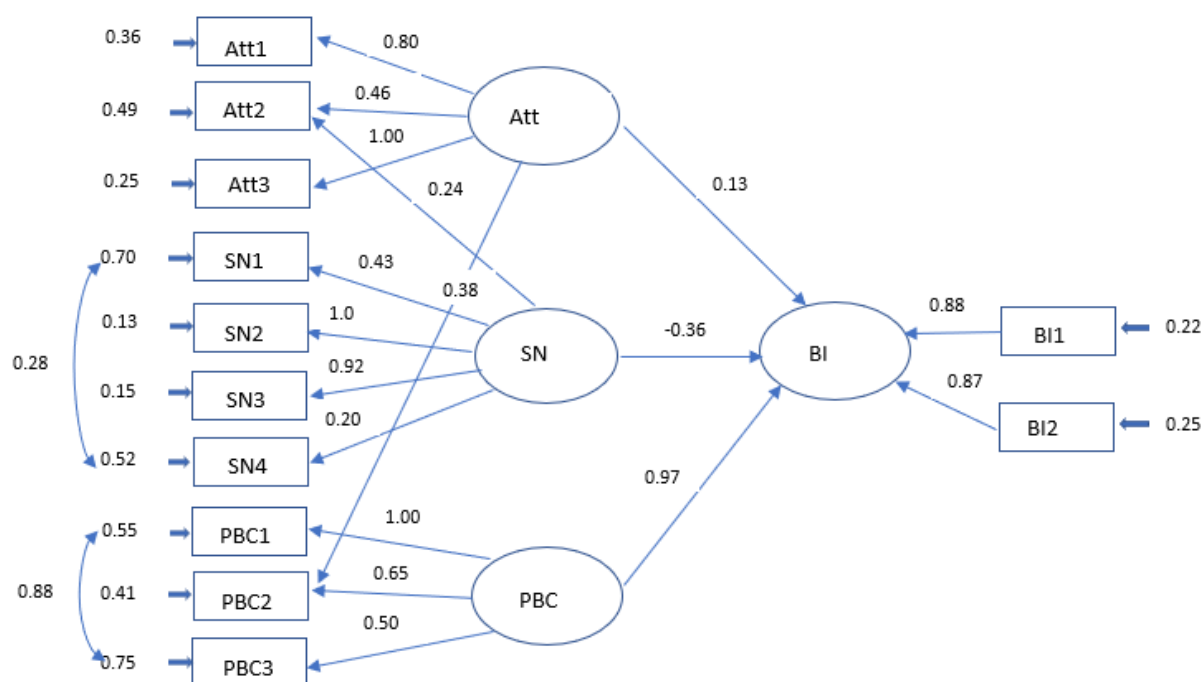 0.36
Att1
0.80
0.49
Att2
0.46
Att
1.00
0.25
Att3
0.24
0.13
0.70
SN1
0.43
0.38
0.13
SN2
1.0
0.28
SN
-0.36
BI
0.88
BI1
0.22
0.15
SN3
0.92
0.20
0.87
BI2
0.25
0.52
SN4
0.97
0.55
PBC1
1.00
0.88
0.41
PBC2
0.65
PBC
0.50
0.75
PBC3